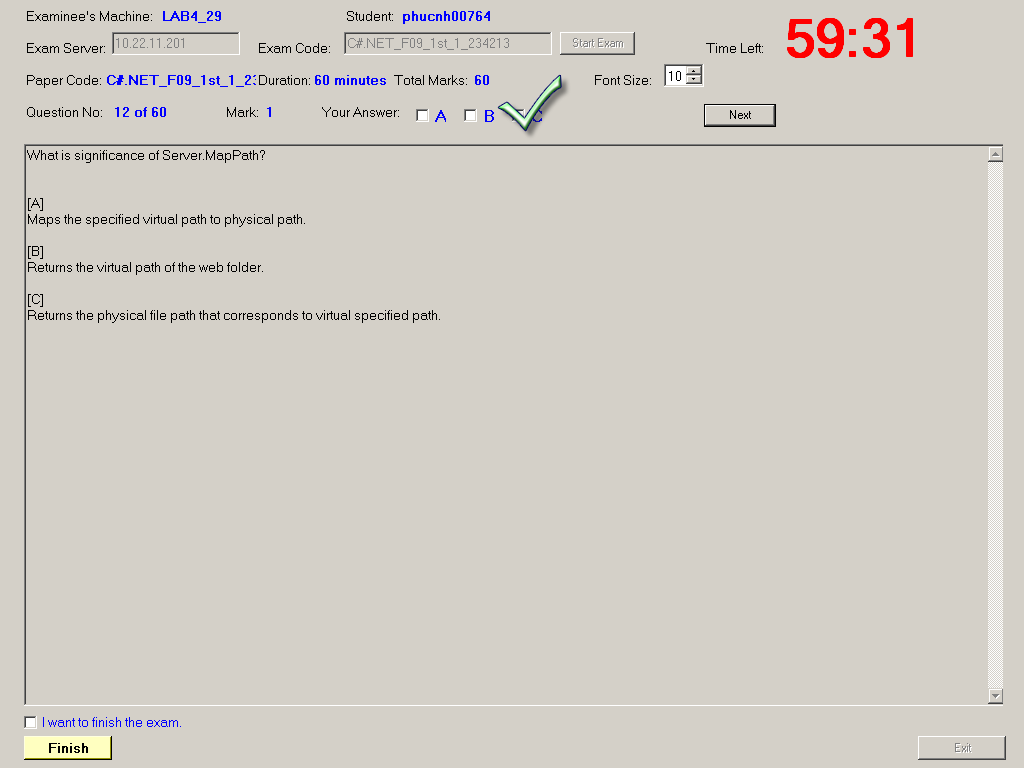 Examinee's Machine: LAB4_29 Student: phucnh00764
Exam Server: 10.22.11.201 Exam Code: C#.NET_F09_1st_1_234213 Start Exam Time Left: 59:31
Paper Code: C#.NET_F09_1st_1_23 Duration: 60 minutes Total Marks: 60 Font Size: 10
Question No: 12 of 60 Mark: 1 Your Answer: A B C Next
What is significance of Server.MapPath?
[A]
Maps the specified virtual path to physical path.
[B]
Returns the virtual path of the web folder.
[C]
Returns the physical file path that corresponds to virtual specified path.
I want to finish the exam.
Finish Exit